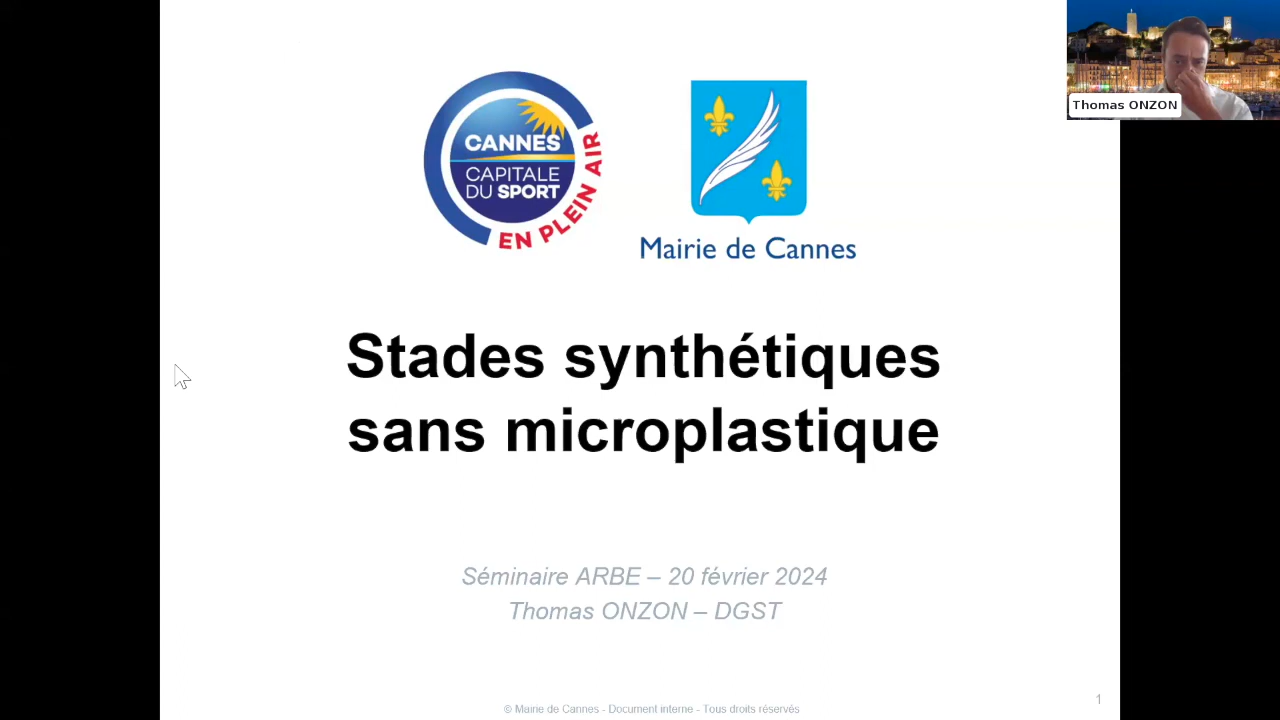 CANNES
CAPITALE
DU SPORT
EN PLEIN AIR
Mairie de Cannes
Thomas ONZON
Stades synthétiques
sans microplastique
Séminaire ARBE – 20 février 2024
Thomas ONZON – DGST
© Mairie de Cannes - Document interne - Tous droits réservés
1